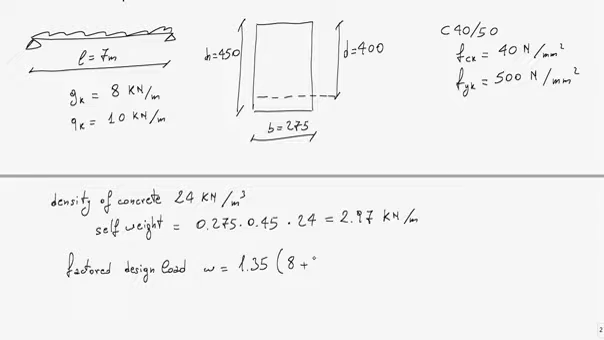 h=450
d=400
C40/50
l=7m
fck = 40 N/mm²
gk = 8 KN/m
fyk = 500 N/mm²
qk = 10 KN/m
b=275
density of concrete 24 KN/m³
self weight = 0.275·0.45·24 = 2.97 KN/m
factored design load w = 1.35 (8 +
2